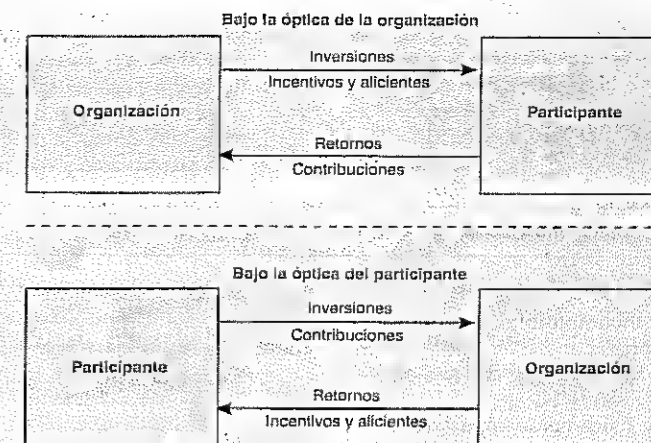 Bajo la óptica de la organización
Inversiones
Incentivos y alicientes
Organización
Participante
Retornos
Contribuciones
Bajo la óptica del participante
Inversiones
Contribuciones
Participante
Organización
Retornos
Incentivos y alicientes